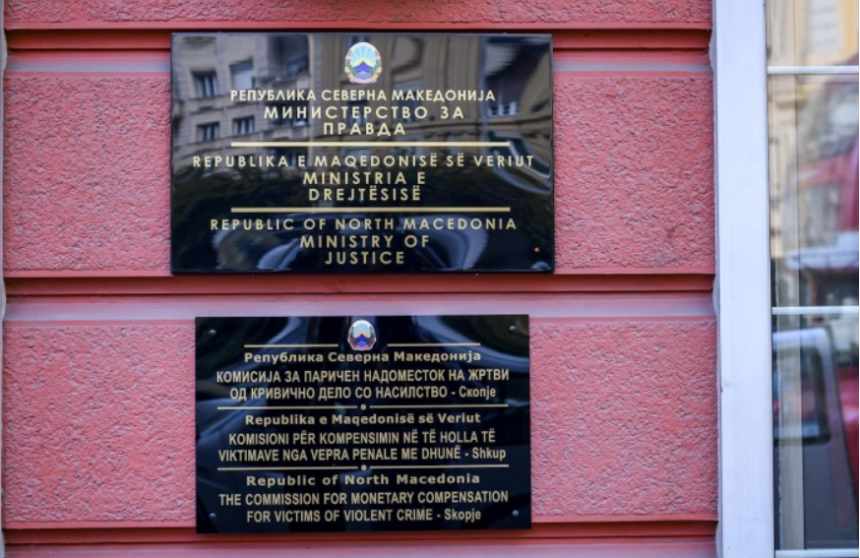 РЕПУБЛИКА СЕВЕРНА МАКЕДОНИЈА
МИНИСТЕРСТВО ЗА
ПРАВДА
REPUBLIKA E MAQEDONISË SË VERIUT
MINISTRIA E
DREJTËSISË
REPUBLIC OF NORTH MACEDONIA
MINISTRY OF
JUSTICE
Република Северна Македонија
КОМИСИЈА ЗА ПАРИЧЕН НАДОМЕСТОК НА ЖРТВИ
ОД КРИВИЧНО ДЕЛО СО НАСИЛСТВО - Скопје
Republika e Maqedonisë së Veriut
KOMISIONI PËR KOMPENSIMIN NË TË HOLLA TË
VIKTIMAVE NGA VEPRA PENALE ME DHUNË - Shkup
Republic of North Macedonia
THE COMMISSION FOR MONETARY COMPENSATION
FOR VICTIMS OF VIOLENT CRIME - Skopje